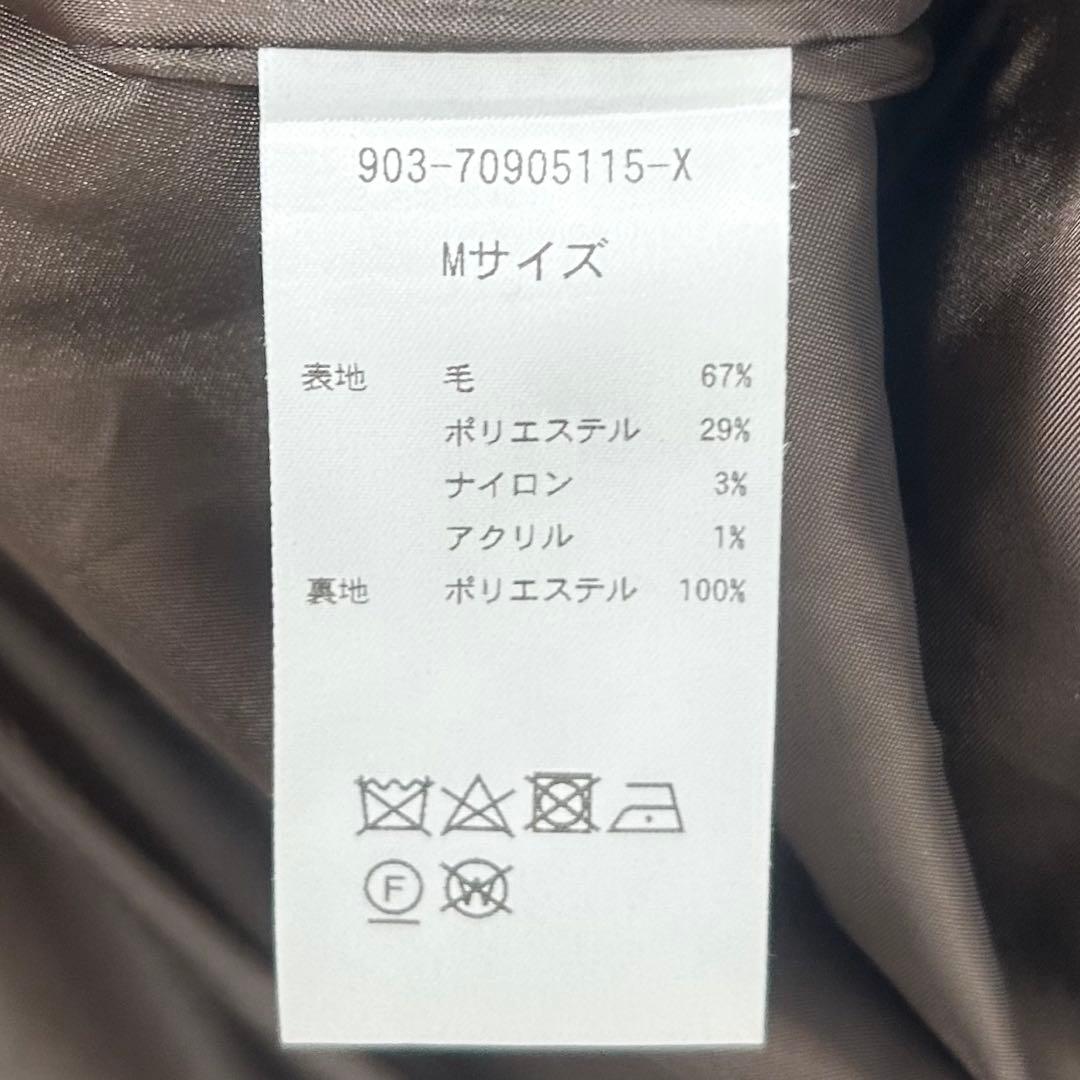 903-70905115-X
Mサイズ
表地 毛 67%
ポリエステル 29%
ナイロン 3%
アクリル 1%
裏地 ポリエステル 100%
F W